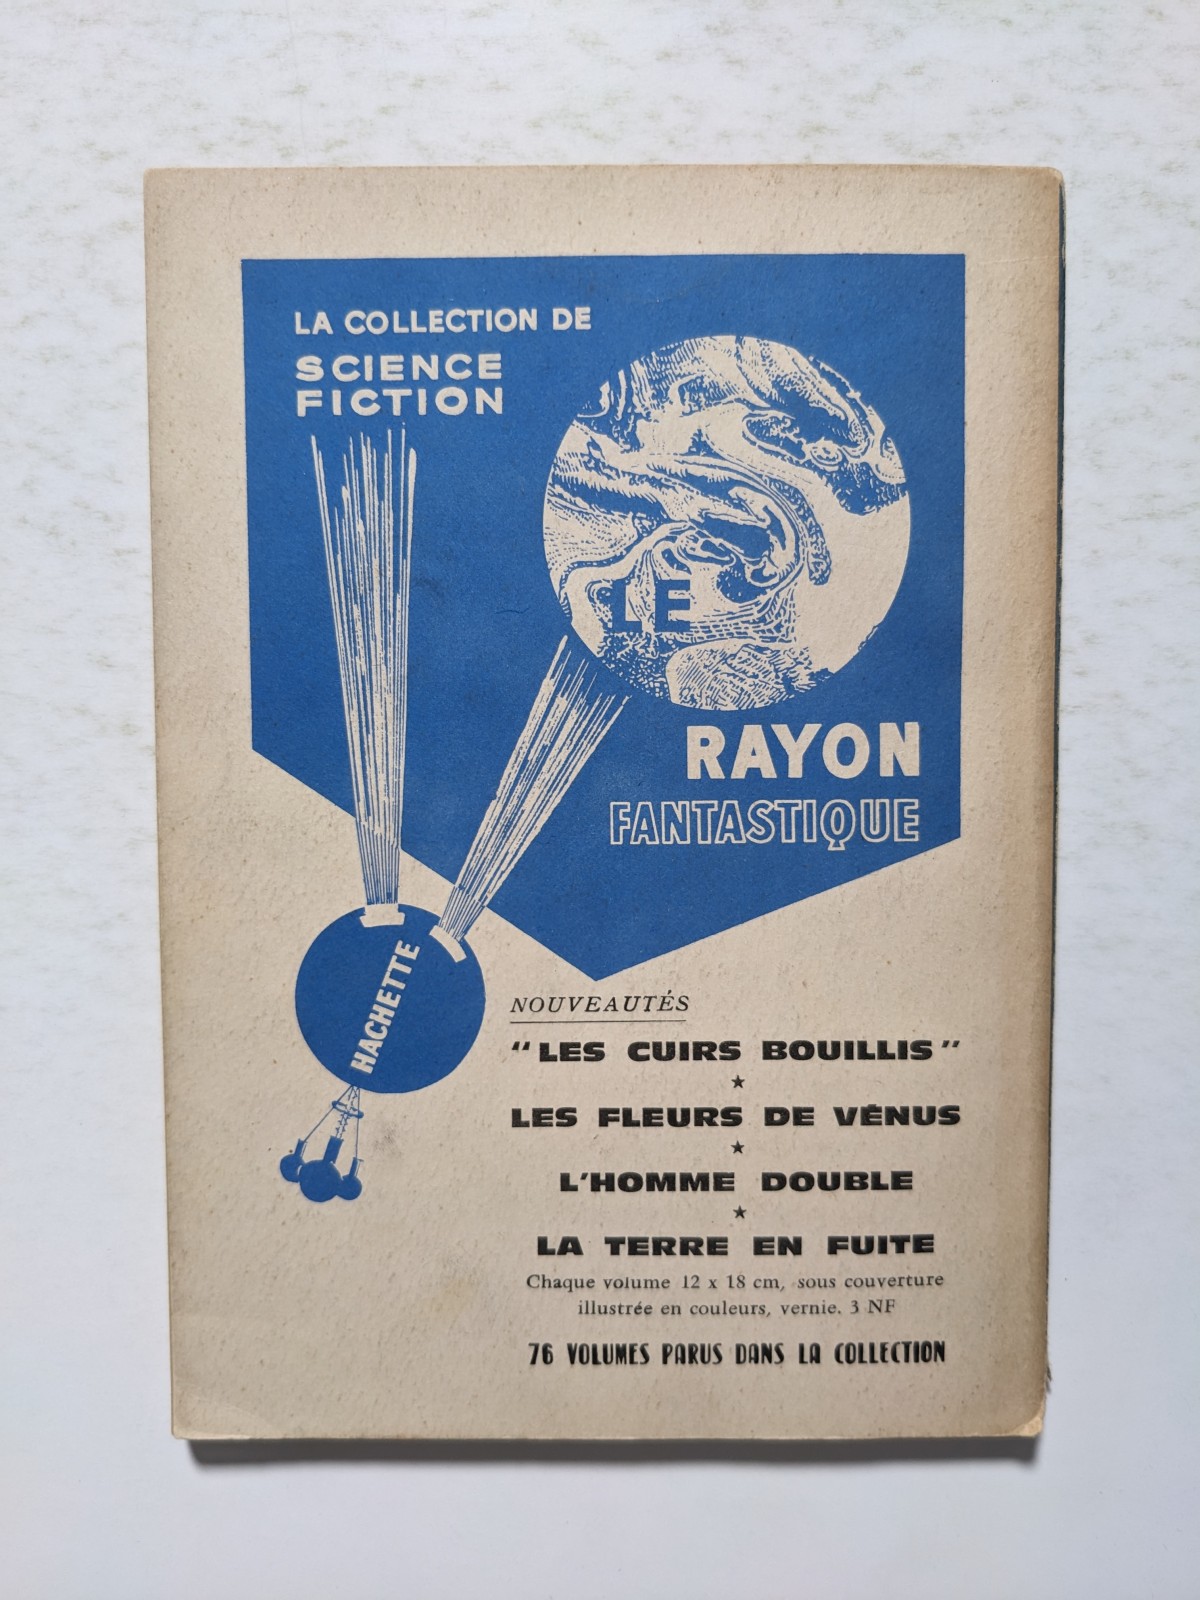 LA COLLECTION DE
SCIENCE
FICTION
LE
RAYON
FANTASTIQUE
HACHETTE
NOUVEAUTÉS
"LES CUIRS BOUILLIS"
★
LES FLEURS DE VÉNUS
★
L'HOMME DOUBLE
★
LA TERRE EN FUITE
Chaque volume 12 x 18 cm, sous couverture
illustrée en couleurs, vernie. 3 NF
76 VOLUMES PARUS DANS LA COLLECTION